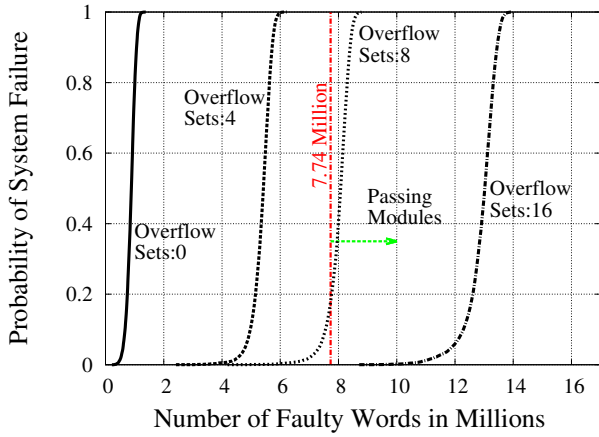 Probability of System Failure
1
0.8
0.6
0.4
0.2
0
0
2
4
6
8
10
12
14
16
Number of Faulty Words in Millions
Overflow
Sets:0
Overflow
Sets:4
7.74 Million
Overflow
Sets:8
Passing
Modules
Overflow
Sets:16